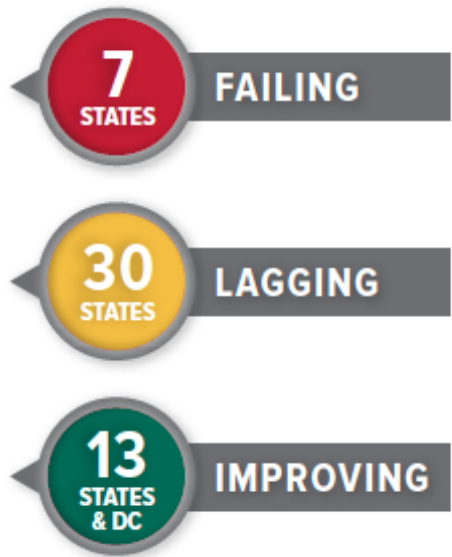 7
STATES
FAILING
30
STATES
LAGGING
13
STATES
& DC
IMPROVING